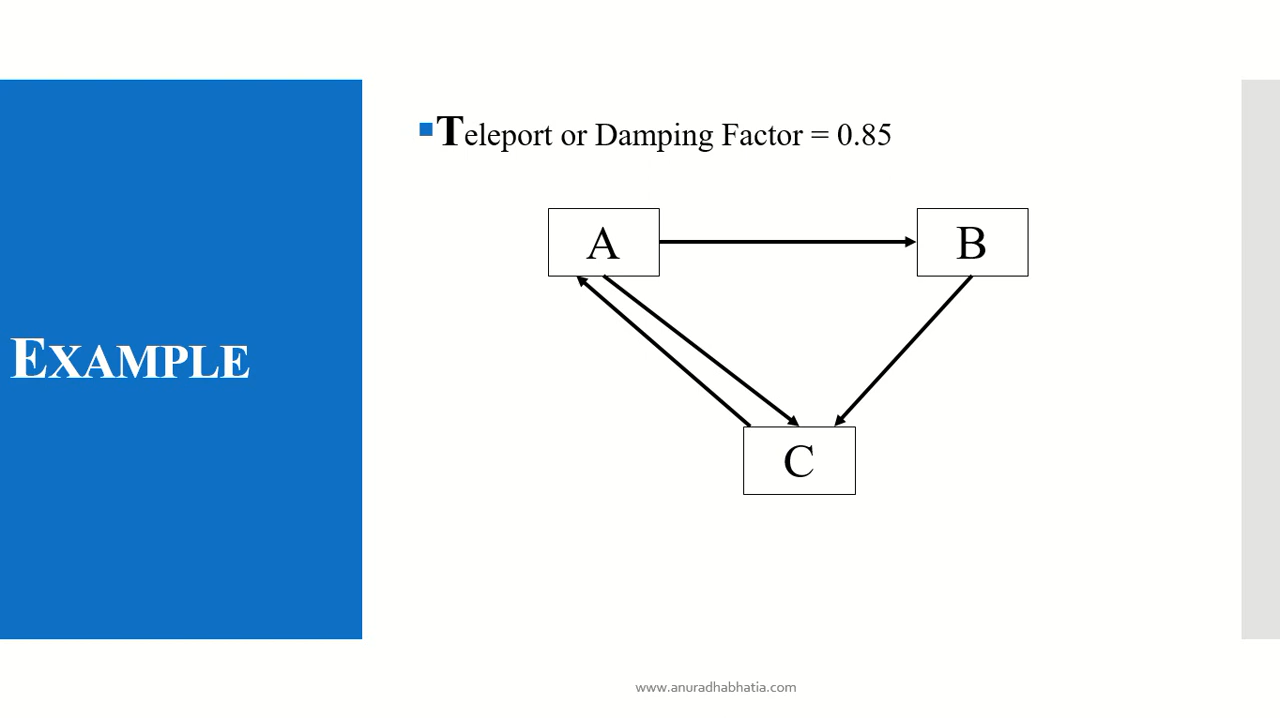 Teleport or Damping Factor = 0.85
A
B
EXAMPLE
C
www.anuradhabhatia.com